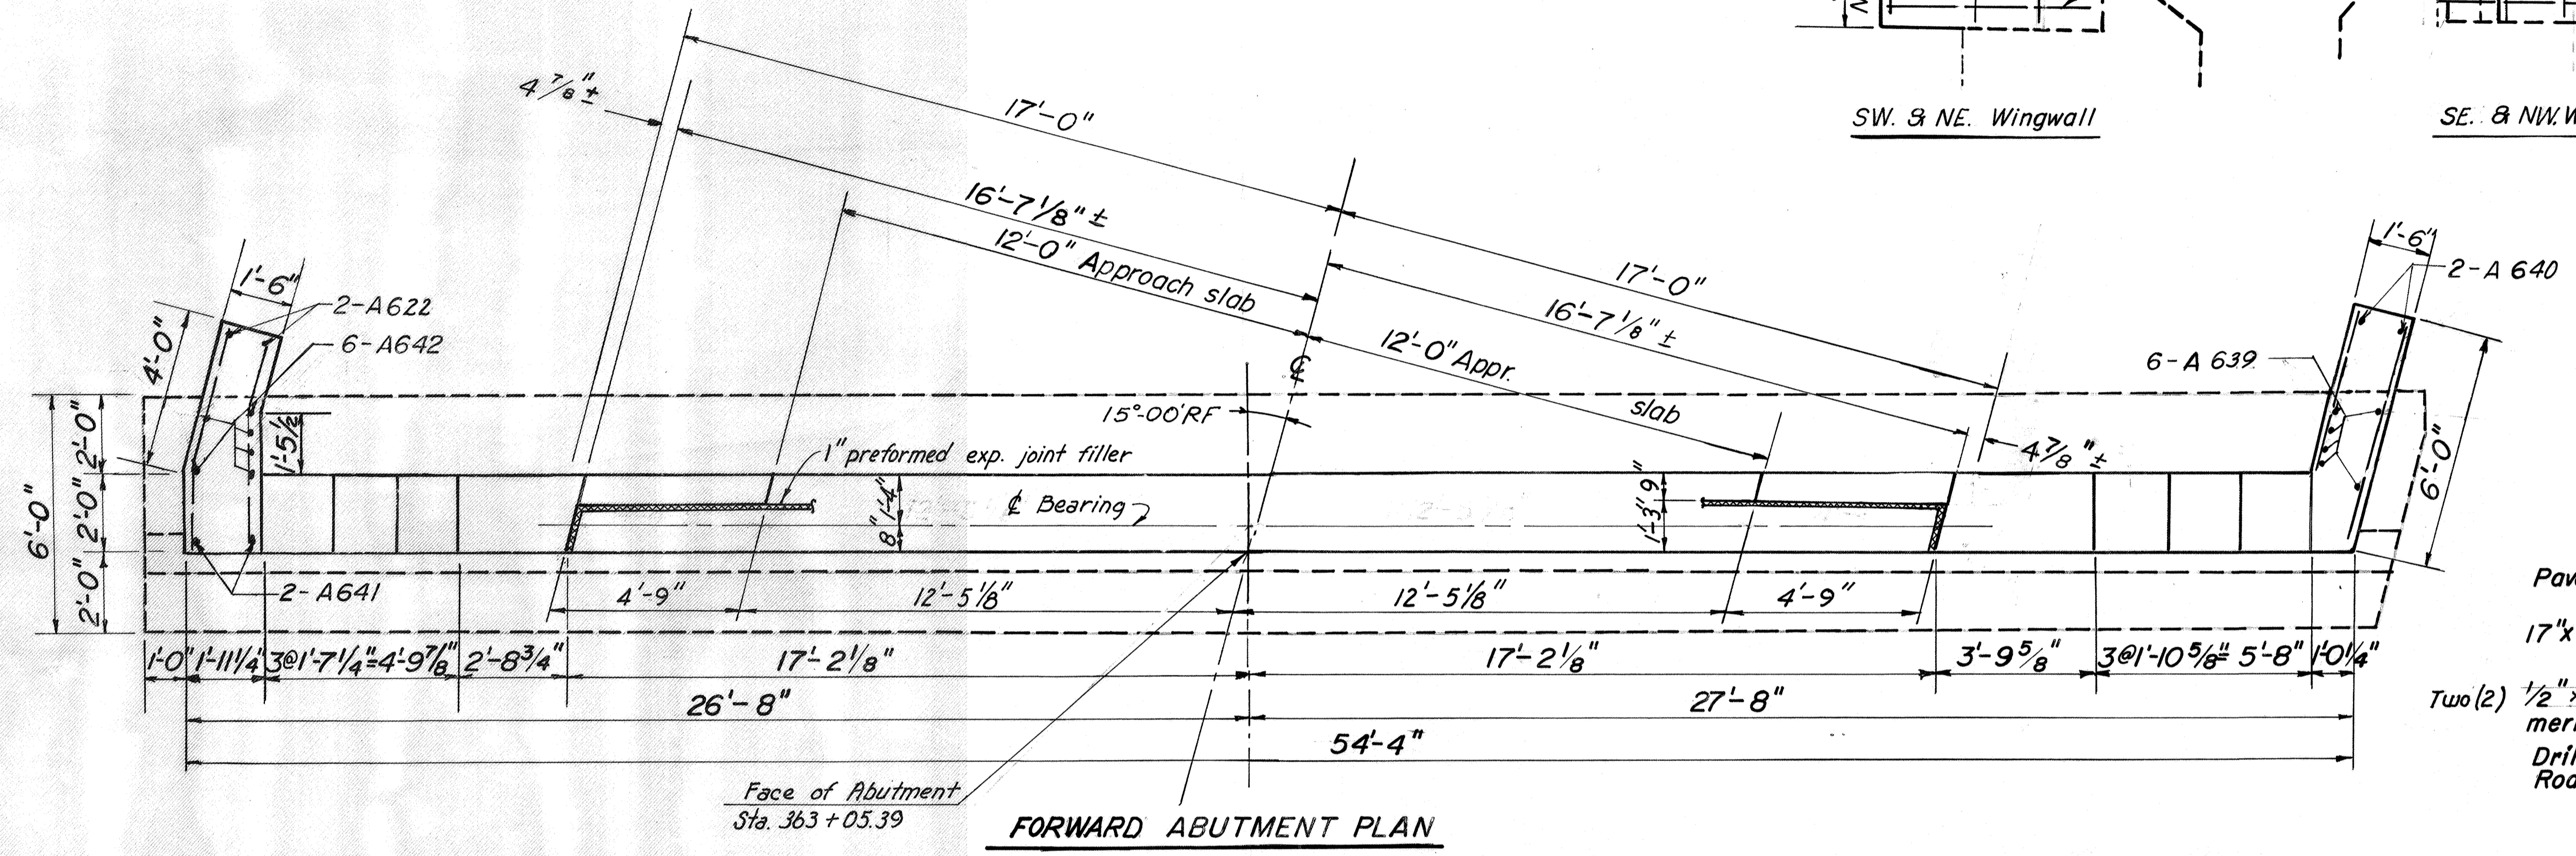 SW. & NE. Wingwall
SE. & NW.
4 7/8" ±
17'-0"
16'-7 1/8" ±
12'-0" Approach slab
17'-0"
16'-7 1/8" ±
12'-0" Appr.
slab
1'-6"
2-A622
6-A642
4'-0"
1'-6"
2-A 640
6-A 639
6'-0"
℄
15°-00' RF
4 7/8" ±
1" preformed exp. joint filler
℄ Bearing
1'-5 1/2
6'-0"
2'-0"
2'-0"
2'-0"
1'-4"
8"
9"
1'-3"
2-A641
4'-9"
12'-5 1/8"
12'-5 1/8"
4'-9"
1'-0"
1'-11 1/4"
3@1'-7 1/4"=4'-9 7/8"
2'-8 3/4"
17'-2 1/8"
17'-2 1/8"
3'-9 5/8"
3@1'-10 5/8"= 5'-8"
1'-0 1/4"
26'-8"
27'-8"
54'-4"
Face of Abutment
Sta. 363 + 05.39
FORWARD ABUTMENT PLAN
17"x
Two (2) 1/2"